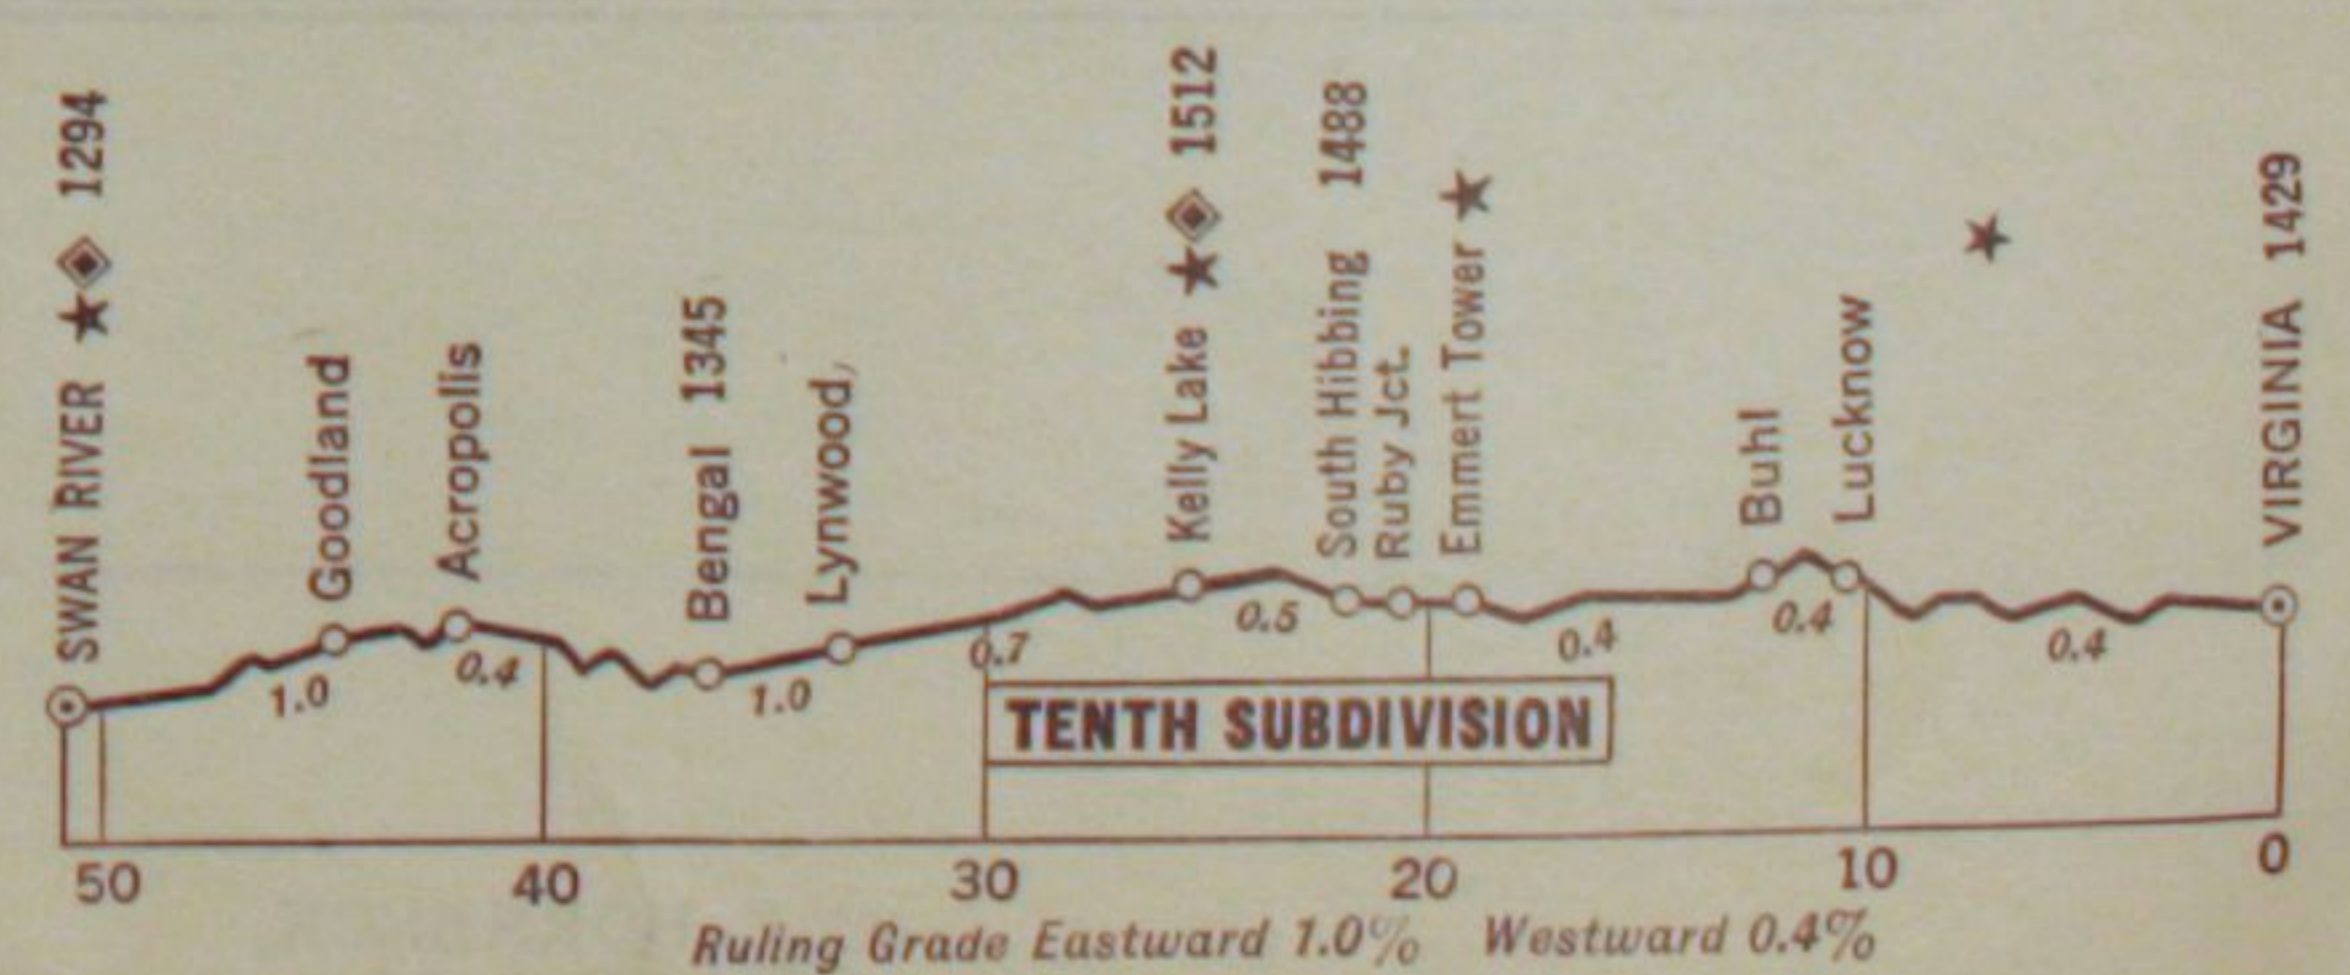 SWAN RIVER ★ 1294
Goodland
Acropolis
Bengal 1345
Lynwood
Kelly Lake ★ 1512
South Hibbing 1488
Ruby Jct.
Emmert Tower ★
Buhl
Lucknow
★
VIRGINIA 1429
1.0
0.4
1.0
0.7
0.5
0.4
0.4
0.4
TENTH SUBDIVISION
50 40 30 20 10 0
Ruling Grade Eastward 1.0% Westward 0.4%